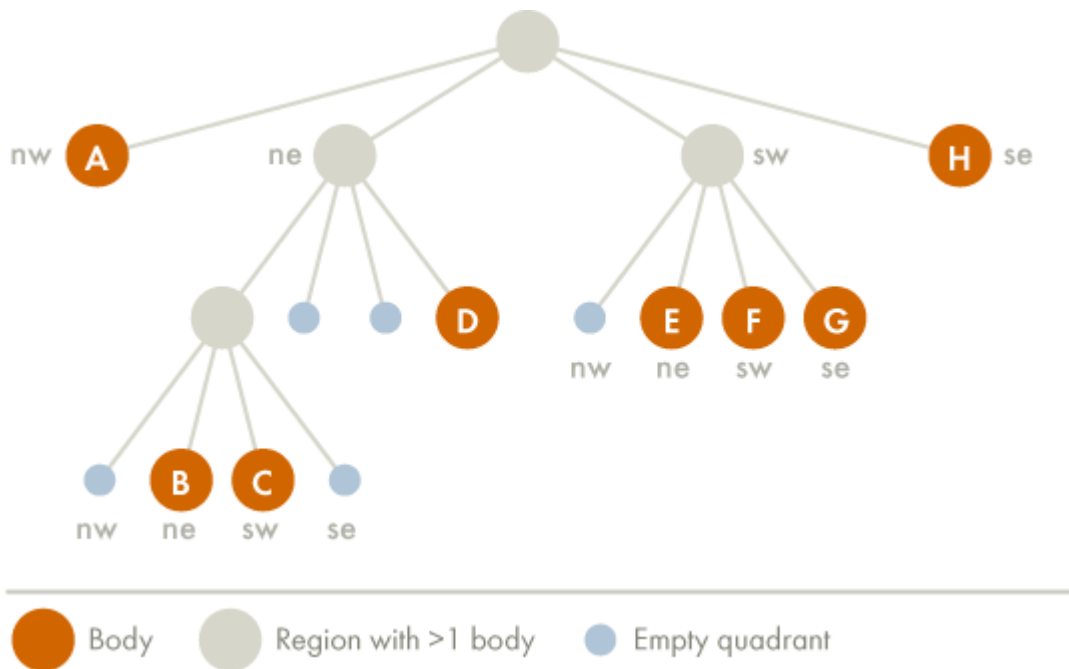 nw A ne sw H se
D E F G
nw ne sw se
B C
nw ne sw se
Body Region with >1 body Empty quadrant